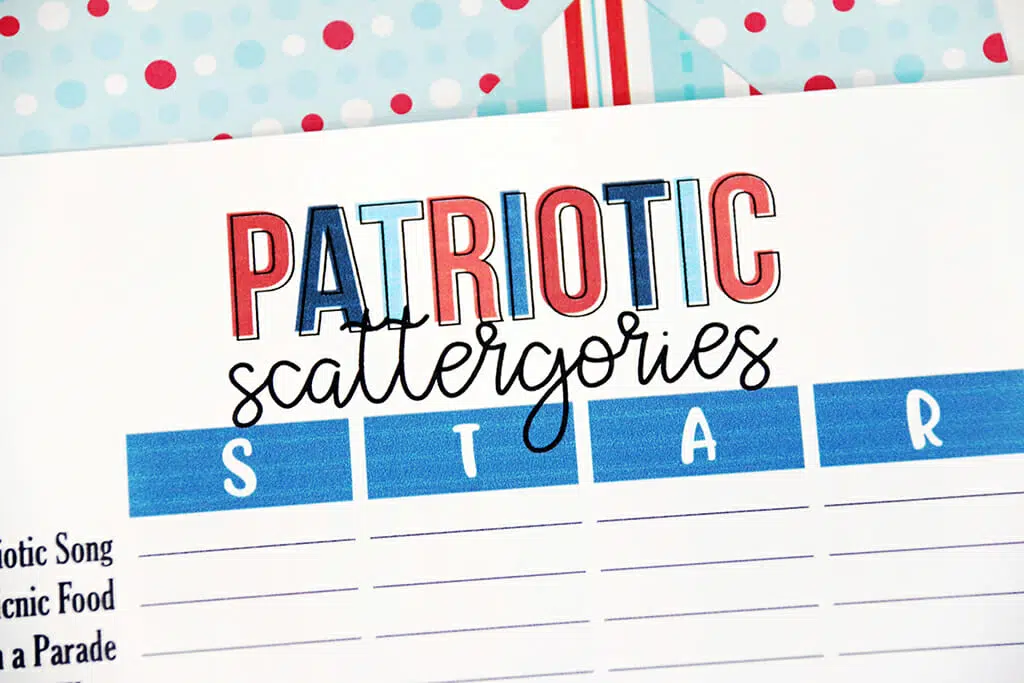 PATRIOTIC
scattergories
S T A R
iotic Song
cnic Food
a Parade